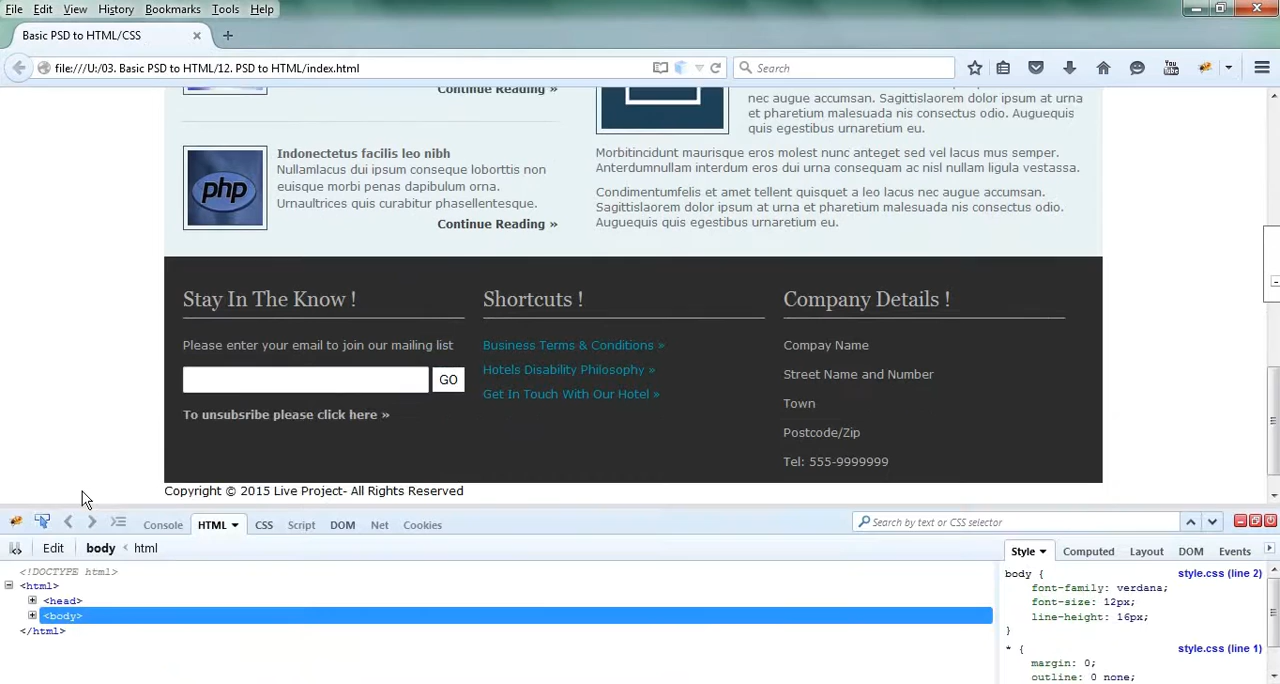 File Edit View History Bookmarks Tools Help
Basic PSD to HTML/CSS
file:///U:/03. Basic PSD to HTML/12. PSD to HTML/index.html
Search
You Tube
Continue Reading »
nec augue accumsan. Sagittislaorem dolor ipsum at urna
et pharetium malesuada nis consectus odio. Auguequis
quis egestibus urnaretium eu.
Indonectetus facilis leo nibh
Nullamlacus dui ipsum conseque loborttis non
euisque morbi penas dapibulum orna.
Urnaultrices quis curabitur phasellentesque.
php
Continue Reading »
Morbitincidunt maurisque eros molest nunc anteget sed vel lacus mus semper.
Anterdumnullam interdum eros dui urna consequam ac nisl nullam ligula vestassa.
Condimentumfelis et amet tellent quisquet a leo lacus nec augue accumsan.
Sagittislaorem dolor ipsum at urna et pharetium malesuada nis consectus odio.
Auguequis quis egestibus urnaretium eu.
Stay In The Know !
Please enter your email to join our mailing list
GO
To unsubsribe please click here »
Shortcuts !
Business Terms & Conditions »
Hotels Disability Philosophy »
Get In Touch With Our Hotel »
Company Details !
Compay Name
Street Name and Number
Town
Postcode/Zip
Tel: 555-9999999
Copyright © 2015 Live Project- All Rights Reserved
Console HTML CSS Script DOM Net Cookies
Search by text or CSS selector
Edit body < html
Style Computed Layout DOM Events
<!DOCTYPE html>
<html>
<head>
<body>
</html>
body { style.css (line 2)
font-family: verdana;
font-size: 12px;
line-height: 16px;
}
* { style.css (line 1)
margin: 0;
outline: 0 none;